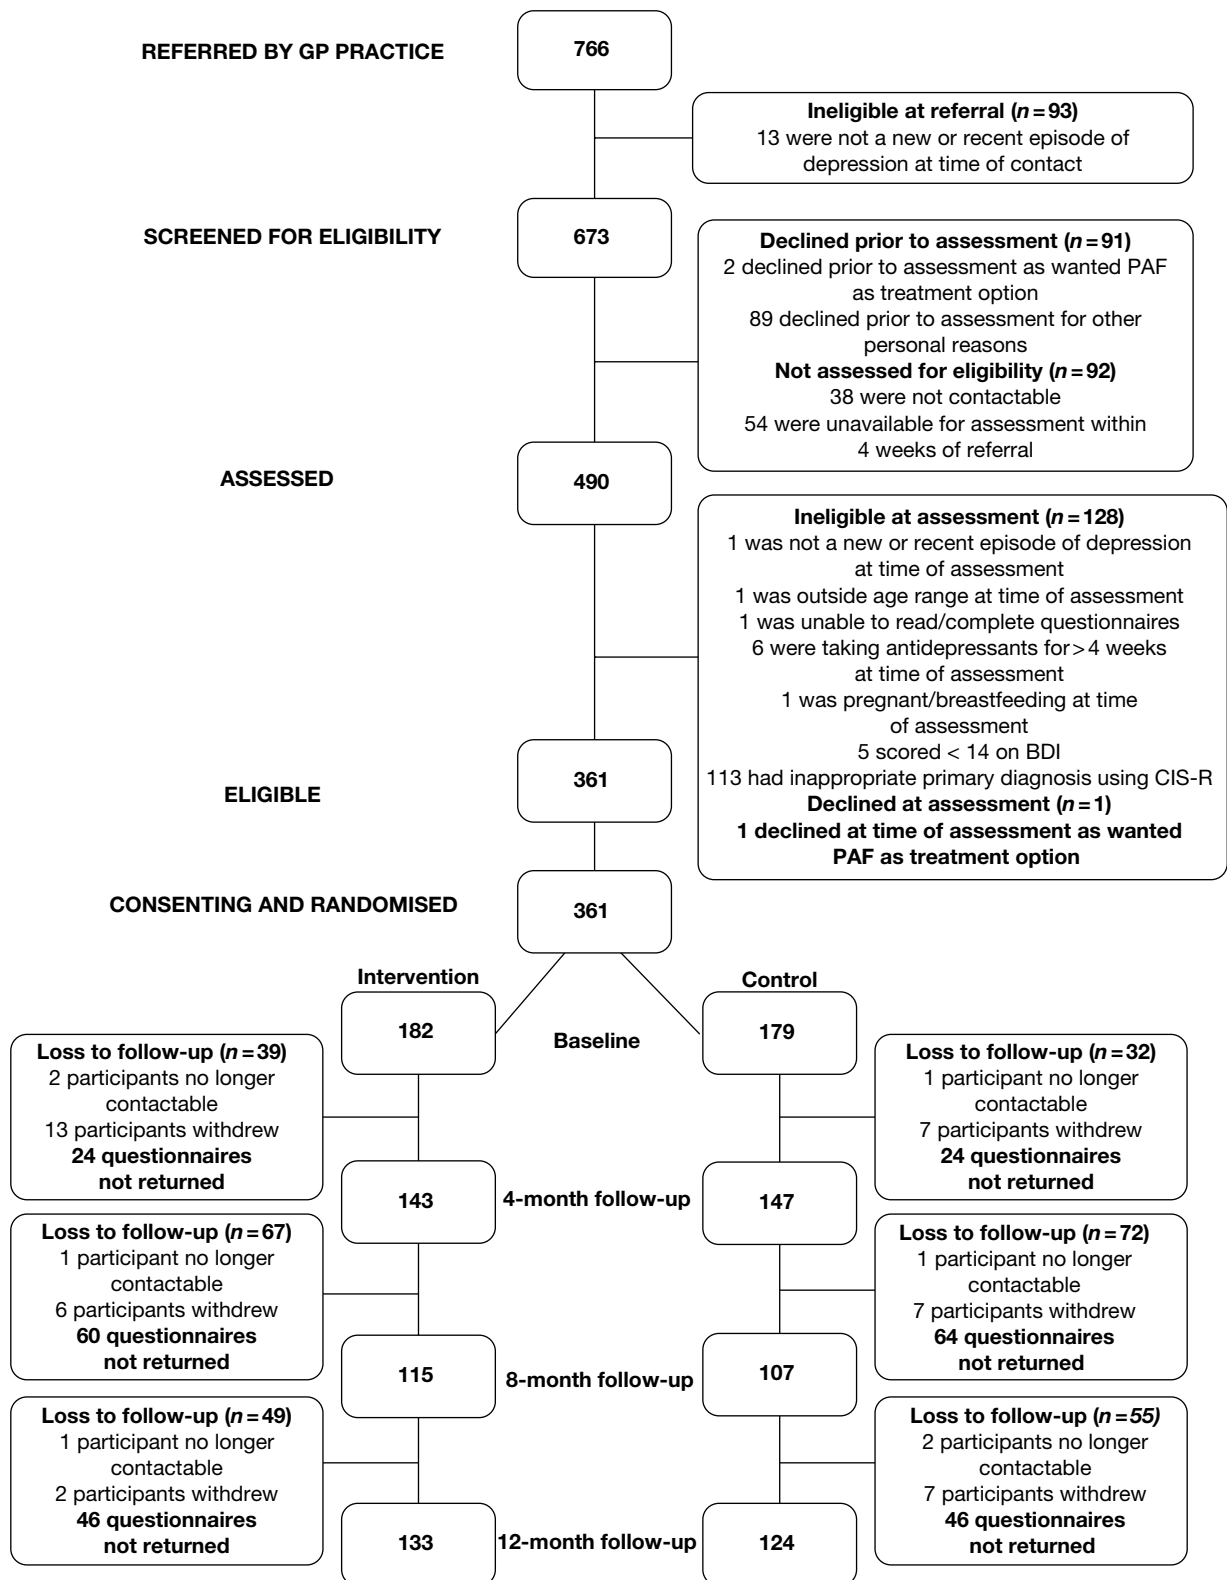 REFERRED BY GP PRACTICE
766
Ineligible at referral (n=93)
13 were not a new or recent episode of
depression at time of contact
SCREENED FOR ELIGIBILITY
673
Declined prior to assessment (n=91)
2 declined prior to assessment as wanted PAF
as treatment option
89 declined prior to assessment for other
personal reasons
Not assessed for eligibility (n=92)
38 were not contactable
54 were unavailable for assessment within
4 weeks of referral
ASSESSED
490
Ineligible at assessment (n=128)
1 was not a new or recent episode of depression
at time of assessment
1 was outside age range at time of assessment
1 was unable to read/complete questionnaires
6 were taking antidepressants for>4 weeks
at time of assessment
1 was pregnant/breastfeeding at time
of assessment
5 scored < 14 on BDI
113 had inappropriate primary diagnosis using CIS-R
Declined at assessment (n=1)
1 declined at time of assessment as wanted
PAF as treatment option
ELIGIBLE
361
CONSENTING AND RANDOMISED
361
Intervention
Control
182
Baseline
179
Loss to follow-up (n=39)
2 participants no longer
contactable
13 participants withdrew
24 questionnaires
not returned
Loss to follow-up (n=32)
1 participant no longer
contactable
7 participants withdrew
24 questionnaires
not returned
143
4-month follow-up
147
Loss to follow-up (n=67)
1 participant no longer
contactable
6 participants withdrew
60 questionnaires
not returned
Loss to follow-up (n=72)
1 participant no longer
contactable
7 participants withdrew
64 questionnaires
not returned
115
8-month follow-up
107
Loss to follow-up (n=49)
1 participant no longer
contactable
2 participants withdrew
46 questionnaires
not returned
Loss to follow-up (n=55)
2 participants no longer
contactable
7 participants withdrew
46 questionnaires
not returned
133
12-month follow-up
124